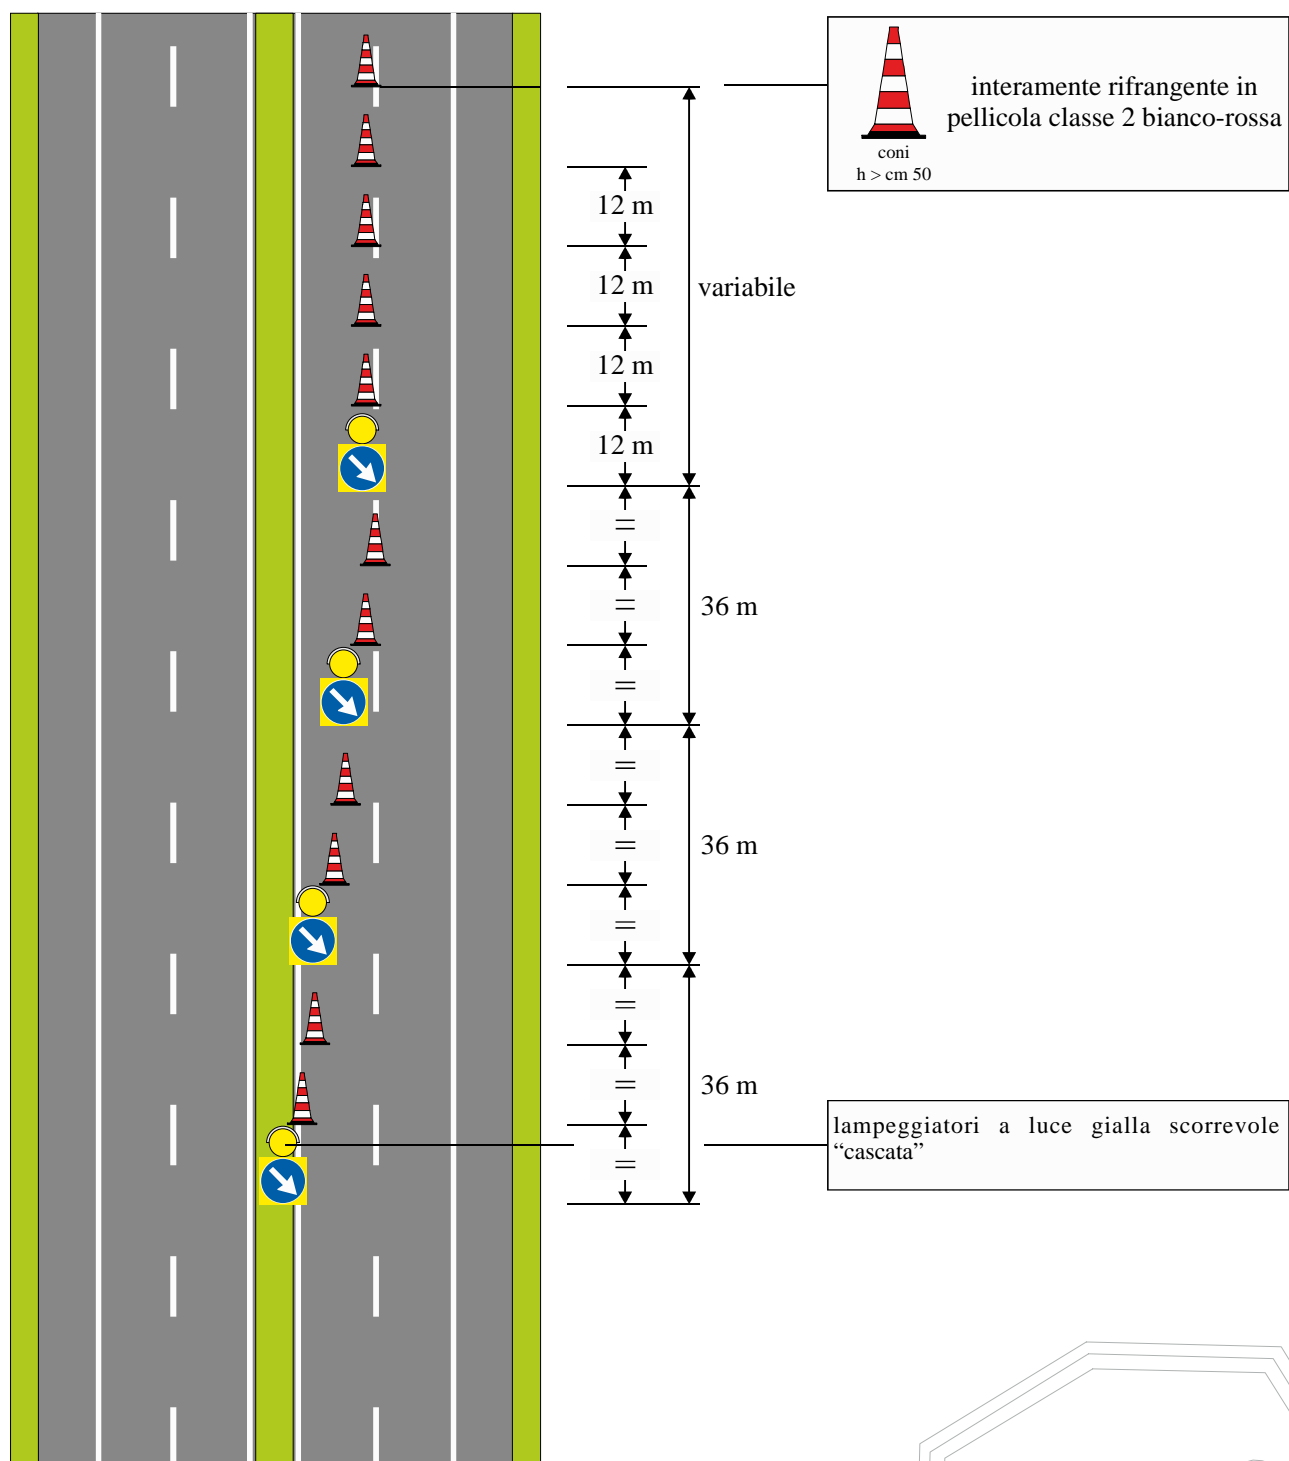 interamente rifrangente in
pellicola classe 2 bianco-rossa
coni
h > cm 50
12 m
12 m
variabile
12 m
12 m
=
=
36 m
=
=
=
36 m
=
=
=
36 m
=
lampeggiatori a luce gialla scorrevole
“cascata”